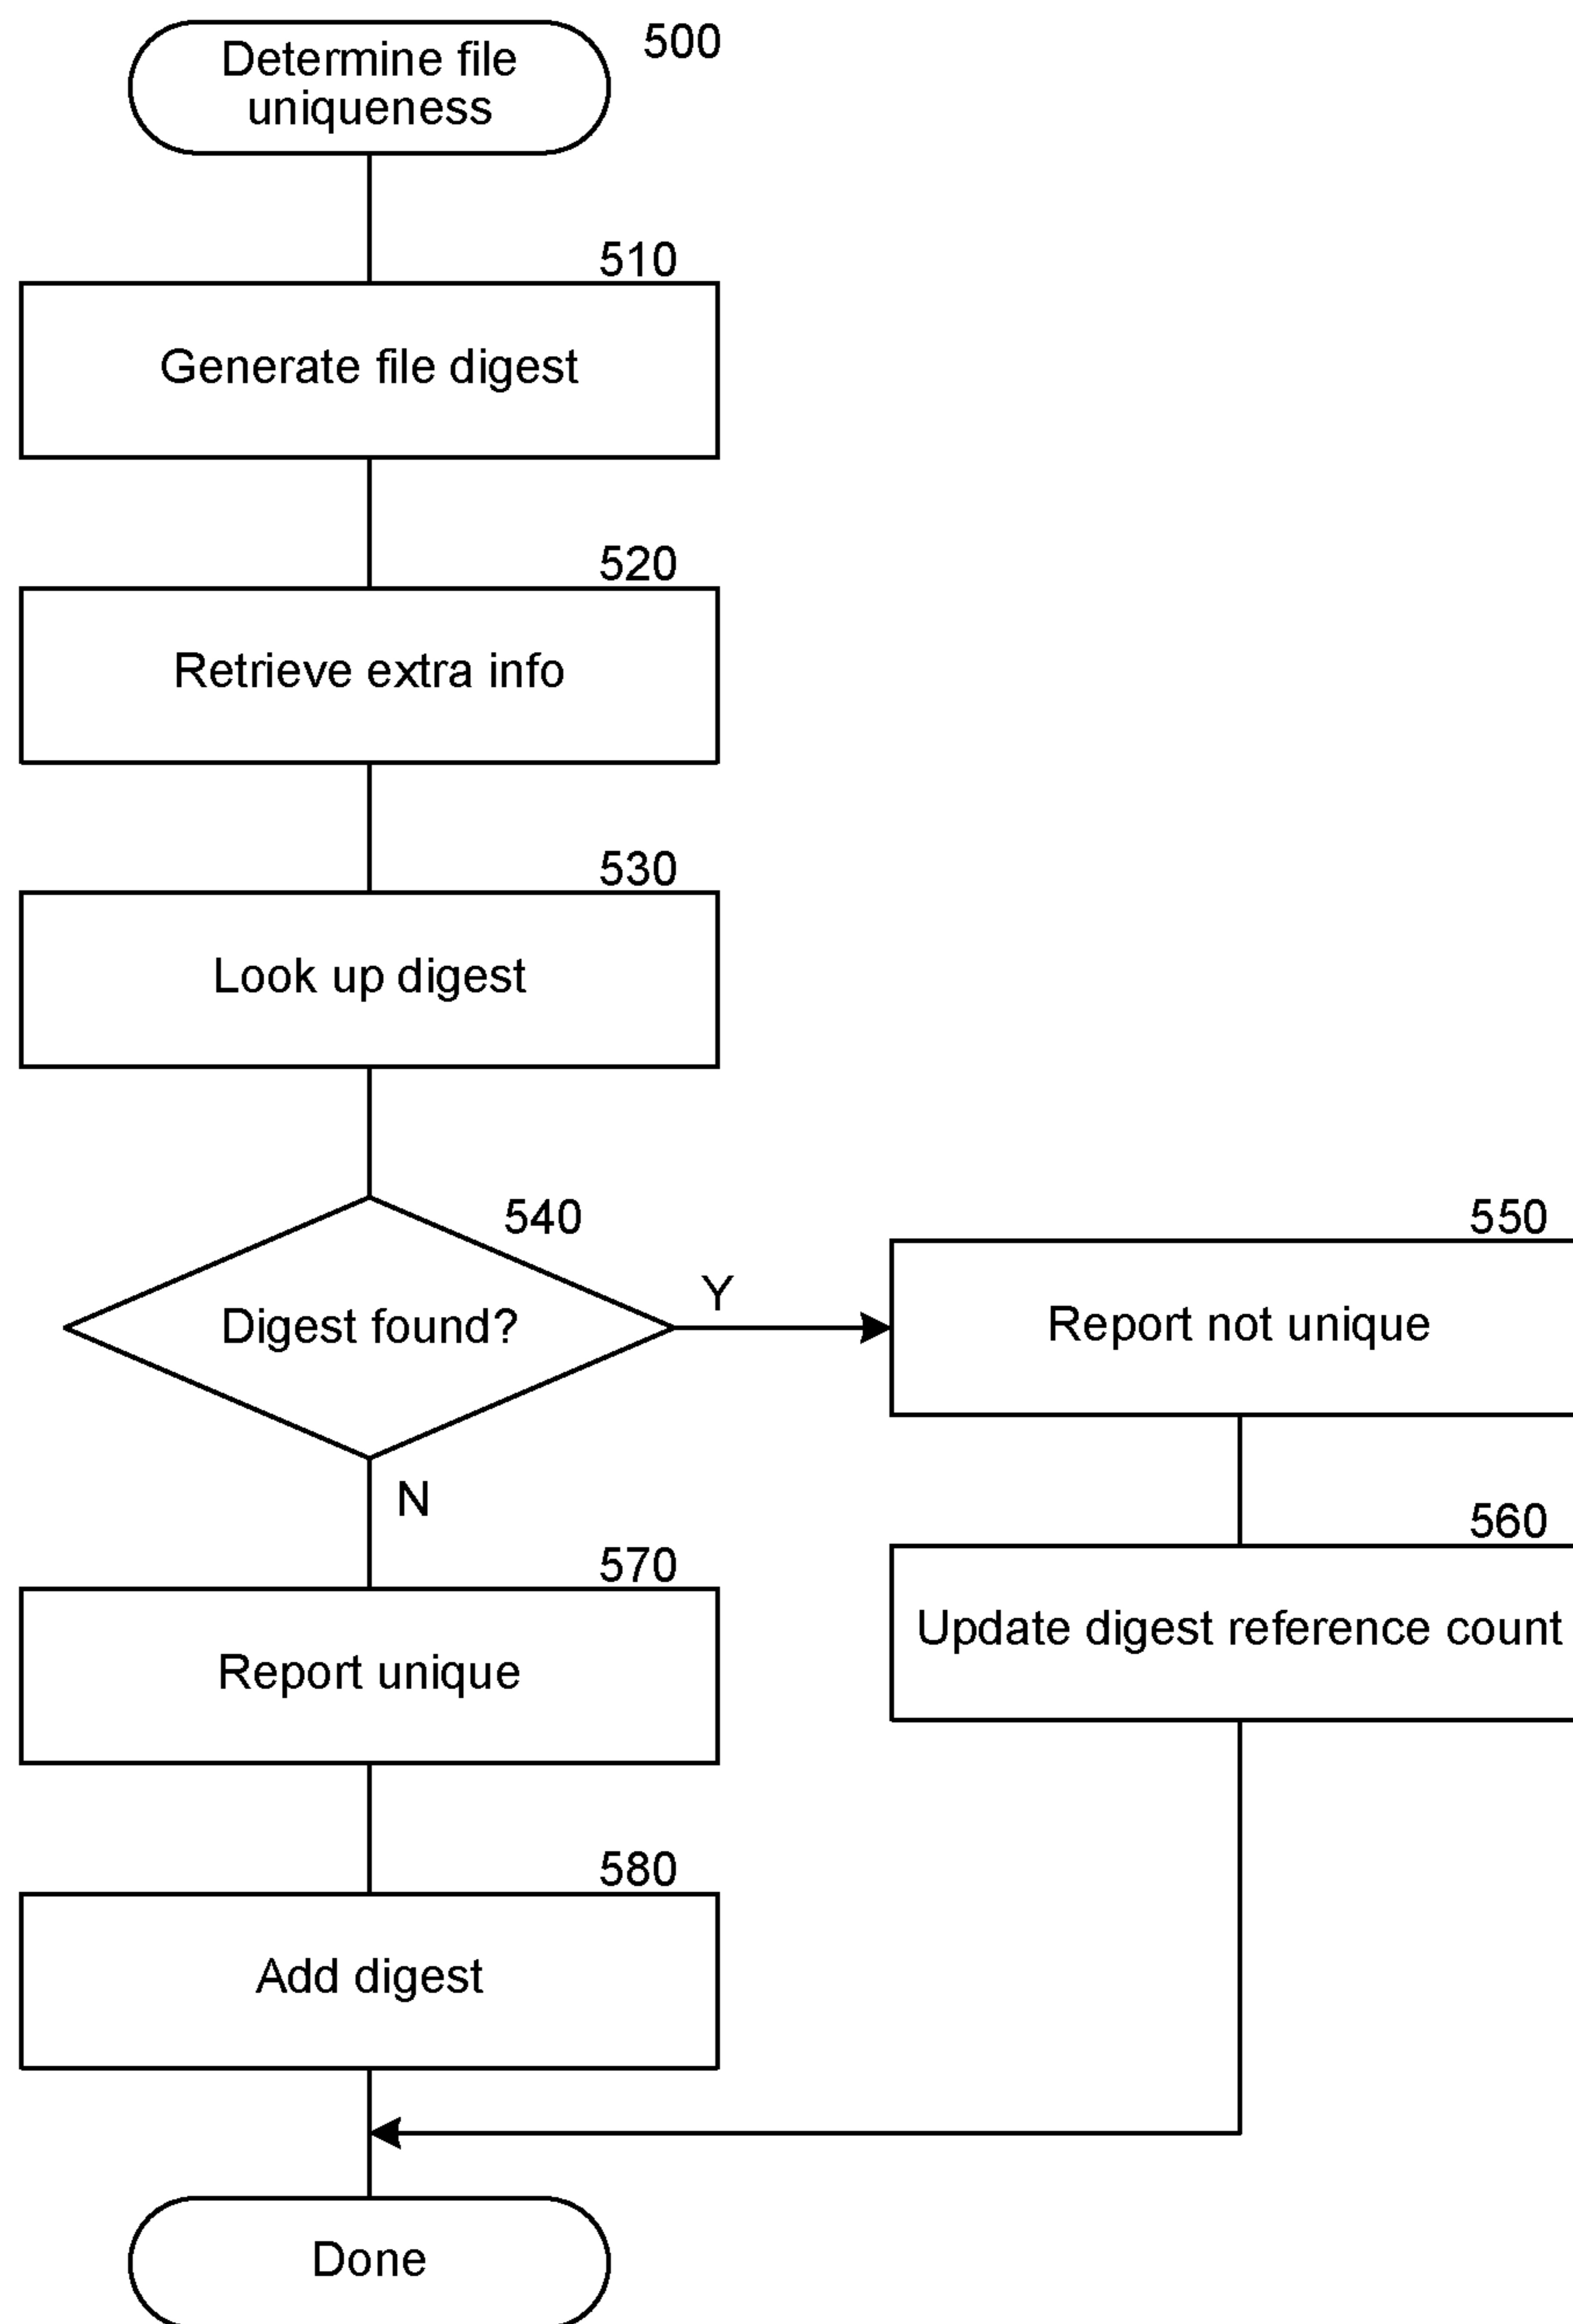 500
Determine file
uniqueness
510
Generate file digest
520
Retrieve extra info
530
Look up digest
540
Digest found?
Y
550
Report not unique
N
560
Update digest reference count
570
Report unique
580
Add digest
Done